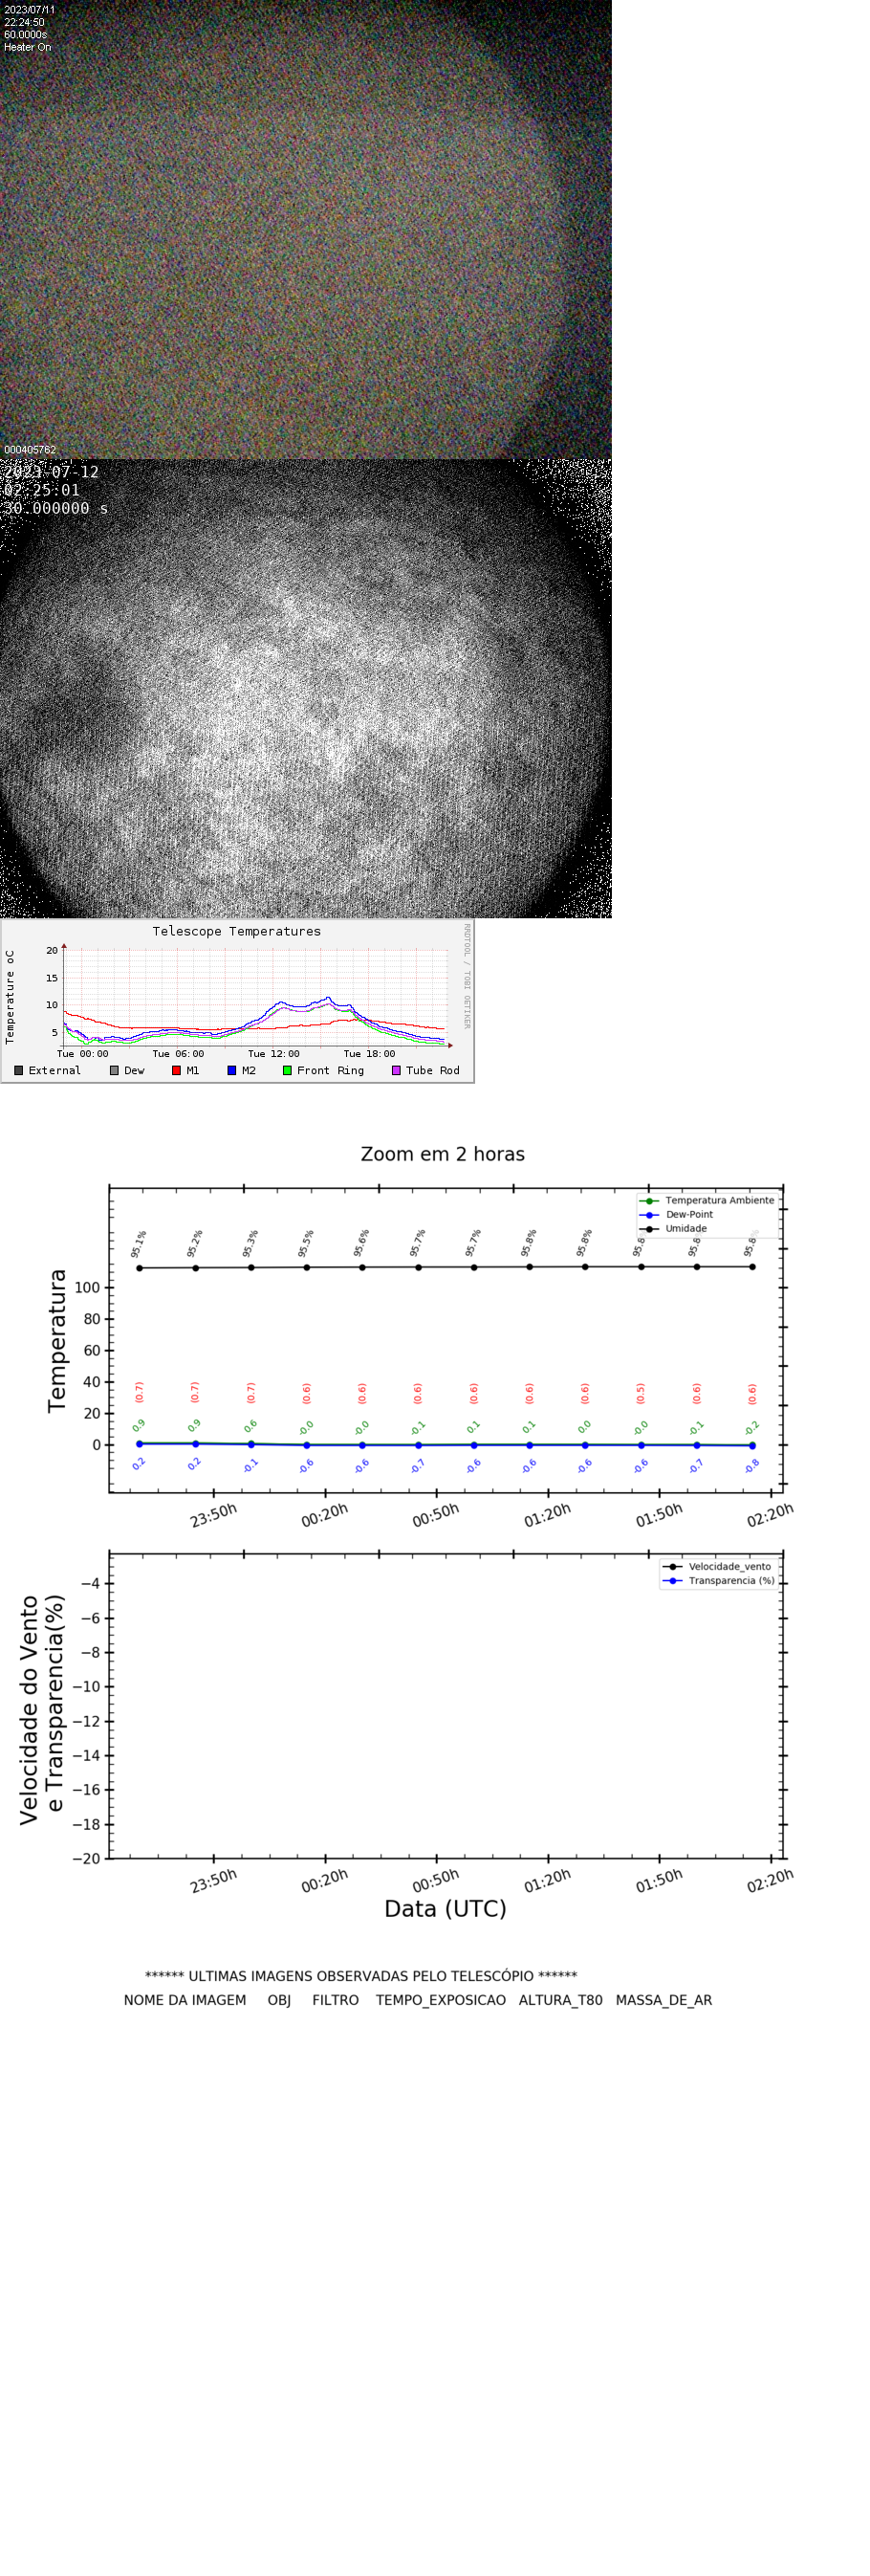 2023/07/11
22:24:50
60.0000s
Heater On
000405762
2023-07-12
02:25:01
30.000000 s
Telescope Temperatures
RRDTOOL / TOBI OETIKER
Temperature oC
20
15
10
5
Tue 00:00 Tue 06:00 Tue 12:00 Tue 18:00
External Dew M1 M2 Front Ring Tube Rod
Zoom em 2 horas
Temperatura Ambiente
Dew-Point
Umidade
95.1% 95.2% 95.3% 95.5% 95.6% 95.7% 95.7% 95.8% 95.8%
Temperatura
100
80
60
40
20
0
(0.7) (0.7) (0.7) (0.6) (0.6) (0.6) (0.6) (0.6) (0.6) (0.5) (0.6) (0.6)
0.9 0.9 0.6 -0.0 -0.0 -0.1 0.1 0.1 0.0 -0.0 -0.1 -0.2
0.2 0.2 -0.1 -0.6 -0.6 -0.7 -0.6 -0.6 -0.6 -0.6 -0.7 -0.8
23:50h 00:20h 00:50h 01:20h 01:50h 02:20h
Velocidade_vento
Transparencia (%)
Velocidade do Vento
e Transparencia(%)
−4
−6
−8
−10
−12
−14
−16
−18
−20
23:50h 00:20h 00:50h 01:20h 01:50h 02:20h
Data (UTC)
****** ULTIMAS IMAGENS OBSERVADAS PELO TELESCÓPIO ******
NOME DA IMAGEM OBJ FILTRO TEMPO_EXPOSICAO ALTURA_T80 MASSA_DE_AR